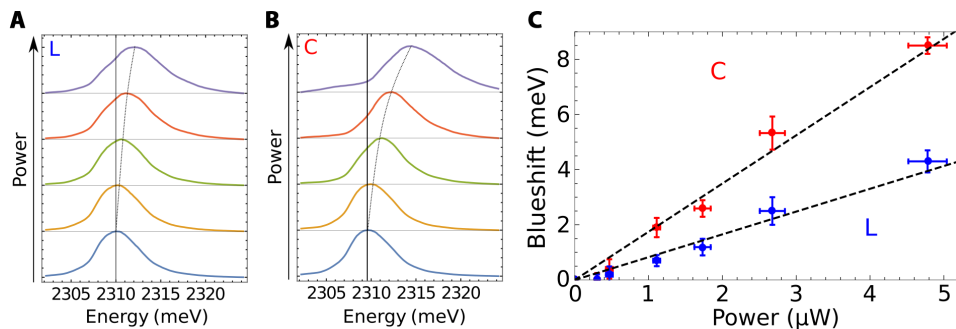 A
L
Power
2305 2310 2315 2320
Energy (meV)
B
C
Power
2305 2310 2315 2320
Energy (meV)
C
Blueshift (meV)
8
6
4
2
0
C
L
0 1 2 3 4 5
Power (μW)